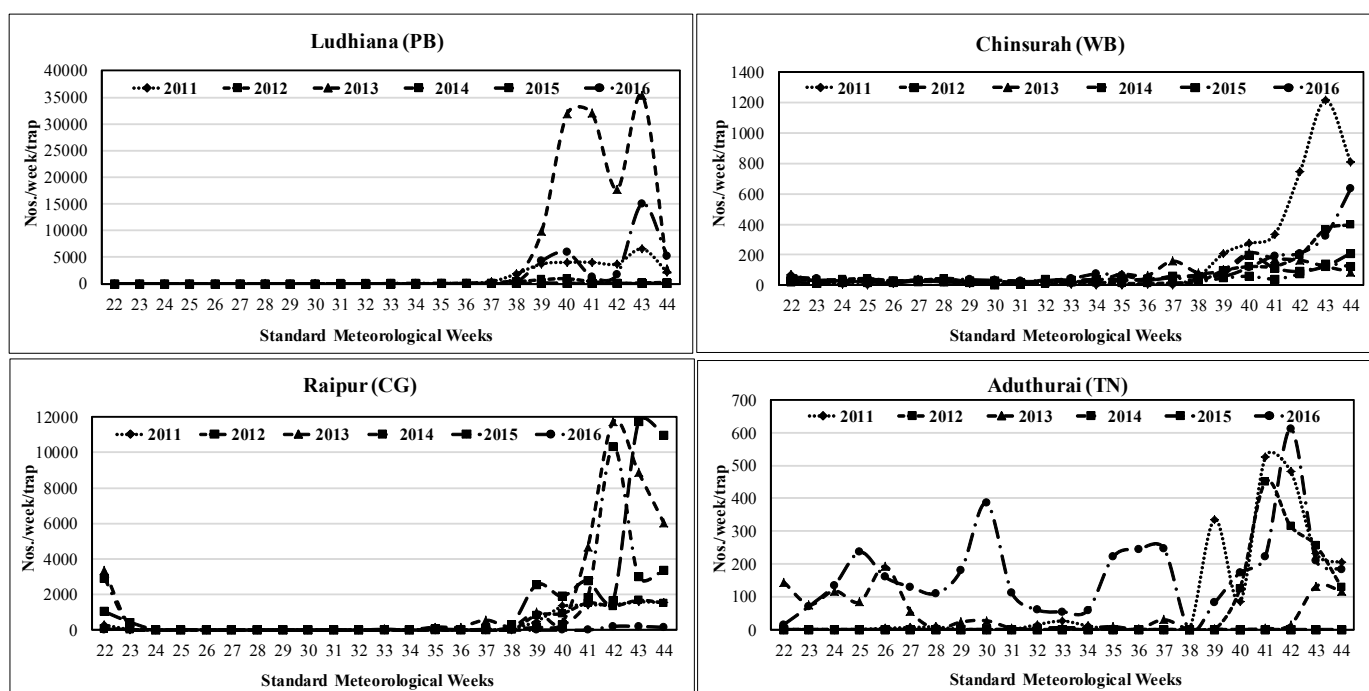 Ludhiana (PB)
2011 2012 2013 2014 2015 2016
Nos./week/trap
40000
35000
30000
25000
20000
15000
10000
5000
0
22 23 24 25 26 27 28 29 30 31 32 33 34 35 36 37 38 39 40 41 42 43 44
Standard Meteorological Weeks
Chinsurah (WB)
2011 2012 2013 2014 2015 2016
Nos./week/trap
1400
1200
1000
800
600
400
200
0
22 23 24 25 26 27 28 29 30 31 32 33 34 35 36 37 38 39 40 41 42 43 44
Standard Meteorological Weeks
Raipur (CG)
2011 2012 2013 2014 2015 2016
Nos./week/trap
12000
10000
8000
6000
4000
2000
0
22 23 24 25 26 27 28 29 30 31 32 33 34 35 36 37 38 39 40 41 42 43 44
Standard Meteorological Weeks
Aduthurai (TN)
2011 2012 2013 2014 2015 2016
Nos./week/trap
700
600
500
400
300
200
100
0
22 23 24 25 26 27 28 29 30 31 32 33 34 35 36 37 38 39 40 41 42 43 44
Standard Meteorological Weeks